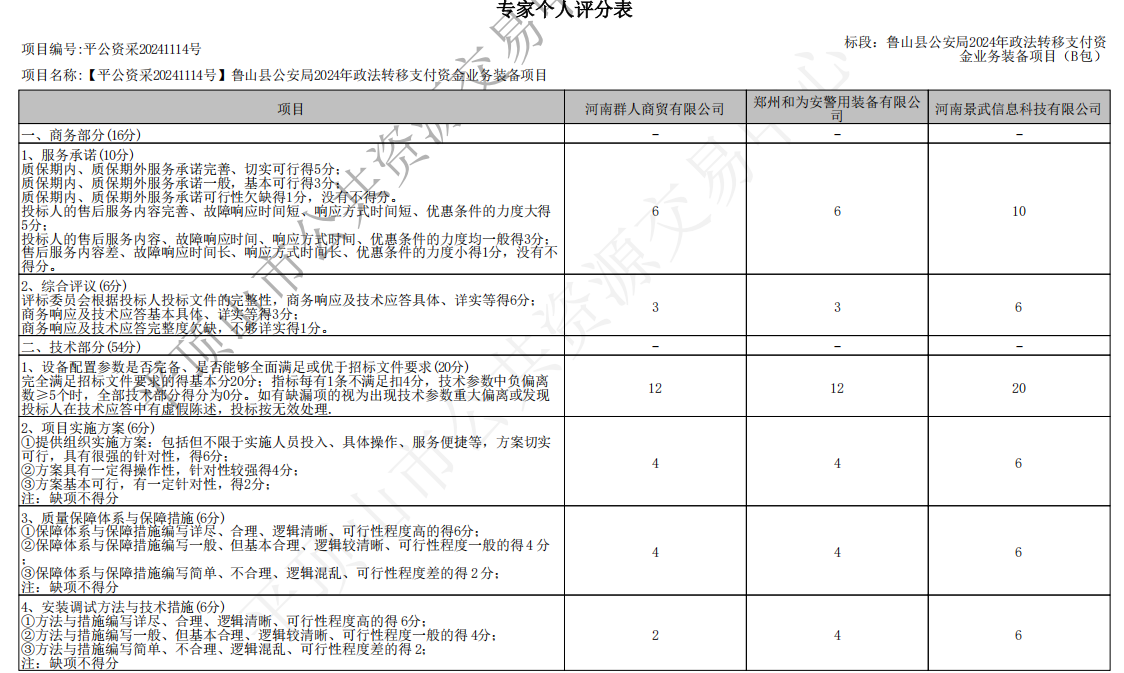 专家个人评分表
项目编号:平公资采20241114号
标段：鲁山县公安局2024年政法转移支付资
金业务装备项目（B包）
项目名称:【平公资采20241114号】鲁山县公安局2024年政法转移支付资金业务装备项目
项目
河南群人商贸有限公司
郑州和为安警用装备有限公
司
河南景武信息科技有限公司
一、商务部分(16分)
－
－
－
1、服务承诺(10分)
质保期内、质保期外服务承诺完善、切实可行得5分；
质保期内、质保期外服务承诺一般，基本可行得3分；
质保期内、质保期外服务承诺可行性欠缺得1分，没有不得分。
投标人的售后服务内容完善、故障响应时间短、响应方式时间短、优惠条件的力度大得
5分；
投标人的售后服务内容、故障响应时间、响应方式时间、优惠条件的力度均一般得3分；
售后服务内容差、故障响应时间长、响应方式时间长、优惠条件的力度小得1分，没有不
得分。
6
6
10
2、综合评议(6分)
评标委员会根据投标人投标文件的完整性，商务响应及技术应答具体、详实等得6分；
商务响应及技术应答基本具体、详实等得3分；
商务响应及技术应答完整度欠缺，不够详实得1分。
3
3
6
二、技术部分(54分)
－
－
－
1、设备配置参数是否完备、是否能够全面满足或优于招标文件要求(20分)
完全满足招标文件要求的得基本分20分；指标每有1条不满足扣4分，技术参数中负偏离
数≥5个时，全部技术部分得分为0分。如有缺漏项的视为出现技术参数重大偏离或发现
投标人在技术应答中有虚假陈述，投标按无效处理.
12
12
20
2、项目实施方案(6分)
①提供组织实施方案：包括但不限于实施人员投入、具体操作、服务便捷等，方案切实
可行，具有很强的针对性，得6分；
②方案具有一定得操作性，针对性较强得4分；
③方案基本可行，有一定针对性，得2分；
注：缺项不得分
4
4
6
3、质量保障体系与保障措施(6分)
①保障体系与保障措施编写详尽、合理、逻辑清晰、可行性程度高的得6分；
②保障体系与保障措施编写一般、但基本合理、逻辑较清晰、可行性程度一般的得４分
；
③保障体系与保障措施编写简单、不合理、逻辑混乱、可行性程度差的得２分；
注：缺项不得分
4
4
6
4、安装调试方法与技术措施(6分)
①方法与措施编写详尽、合理、逻辑清晰、可行性程度高的得 6分；
②方法与措施编写一般、但基本合理、逻辑较清晰、可行性程度一般的得 4分；
③方法与措施编写简单、不合理、逻辑混乱、可行性程度差的得 2；
注：缺项不得分
2
4
6
平顶山市公共资源交易中心
平顶山市公共资源交易中心